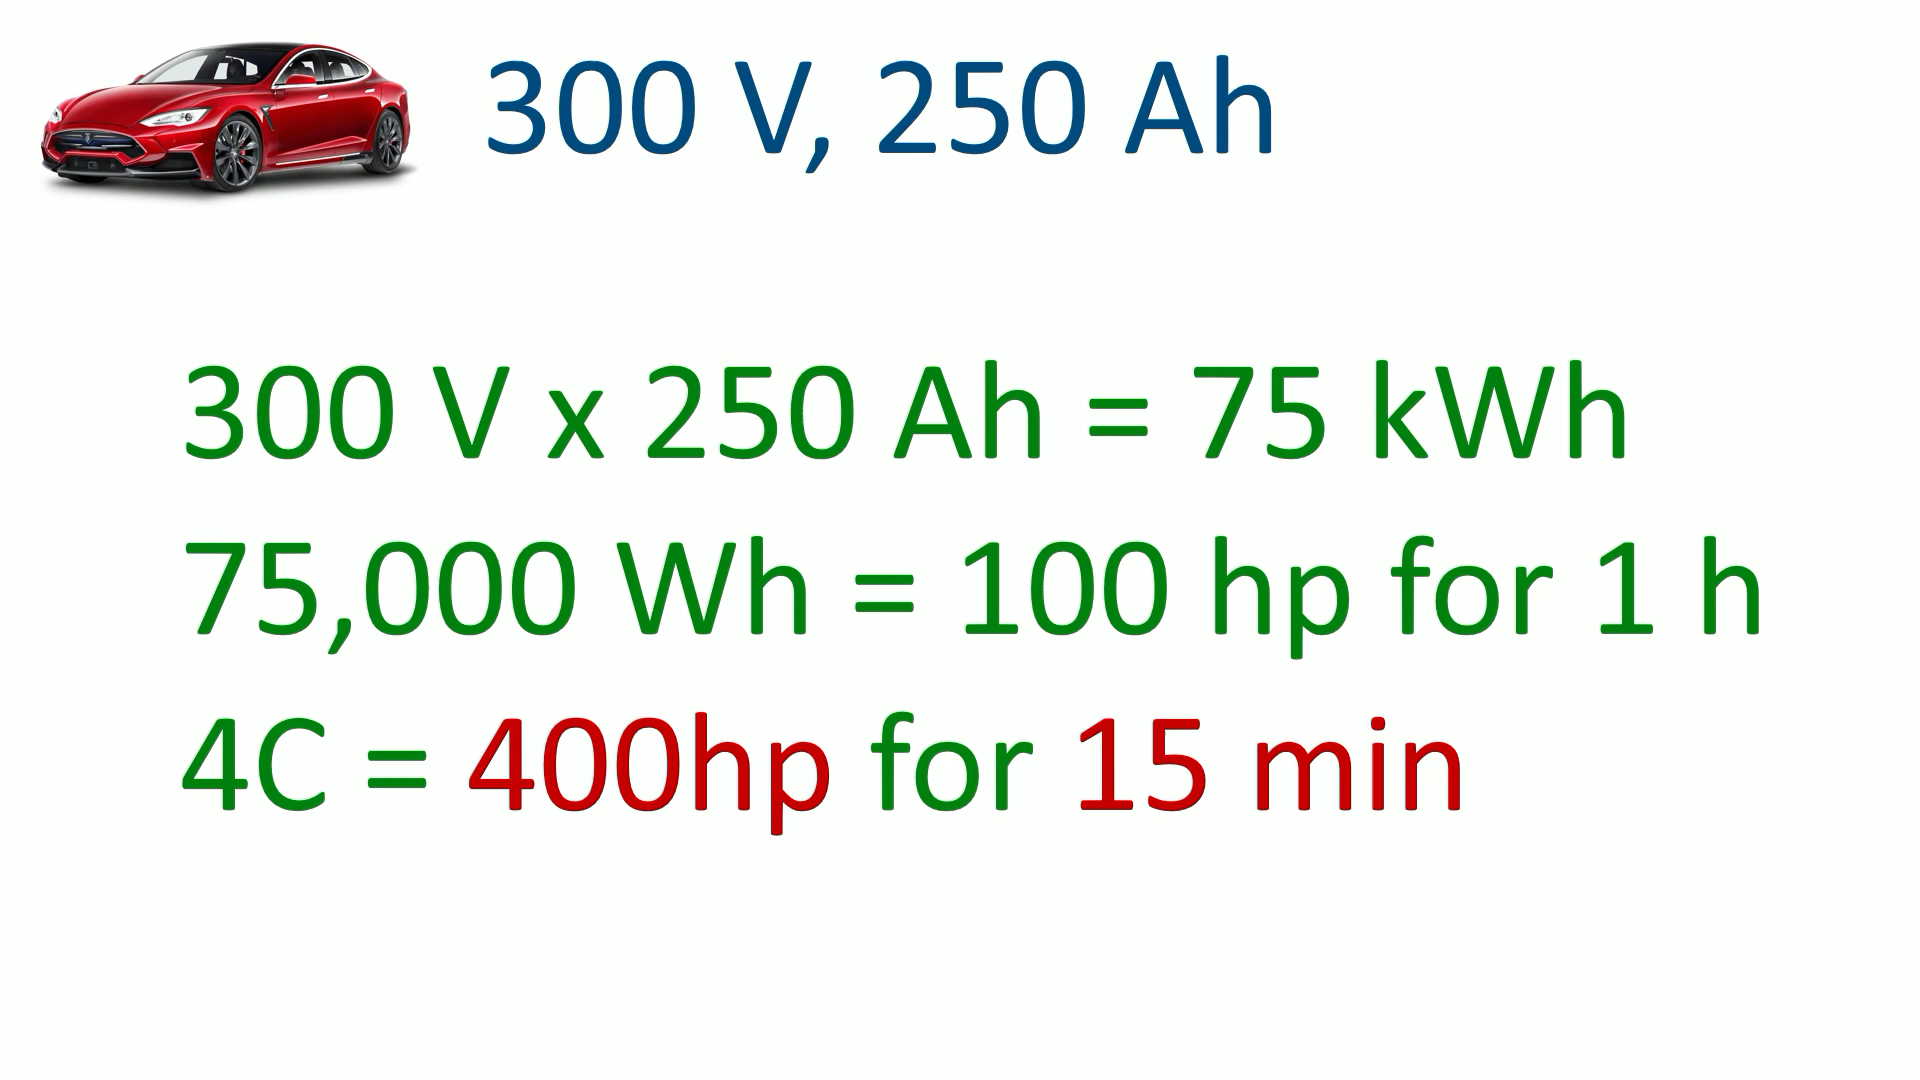 300 V, 250 Ah
300 V x 250 Ah = 75 kWh
75,000 Wh = 100 hp for 1 h
4C = 400hp for 15 min